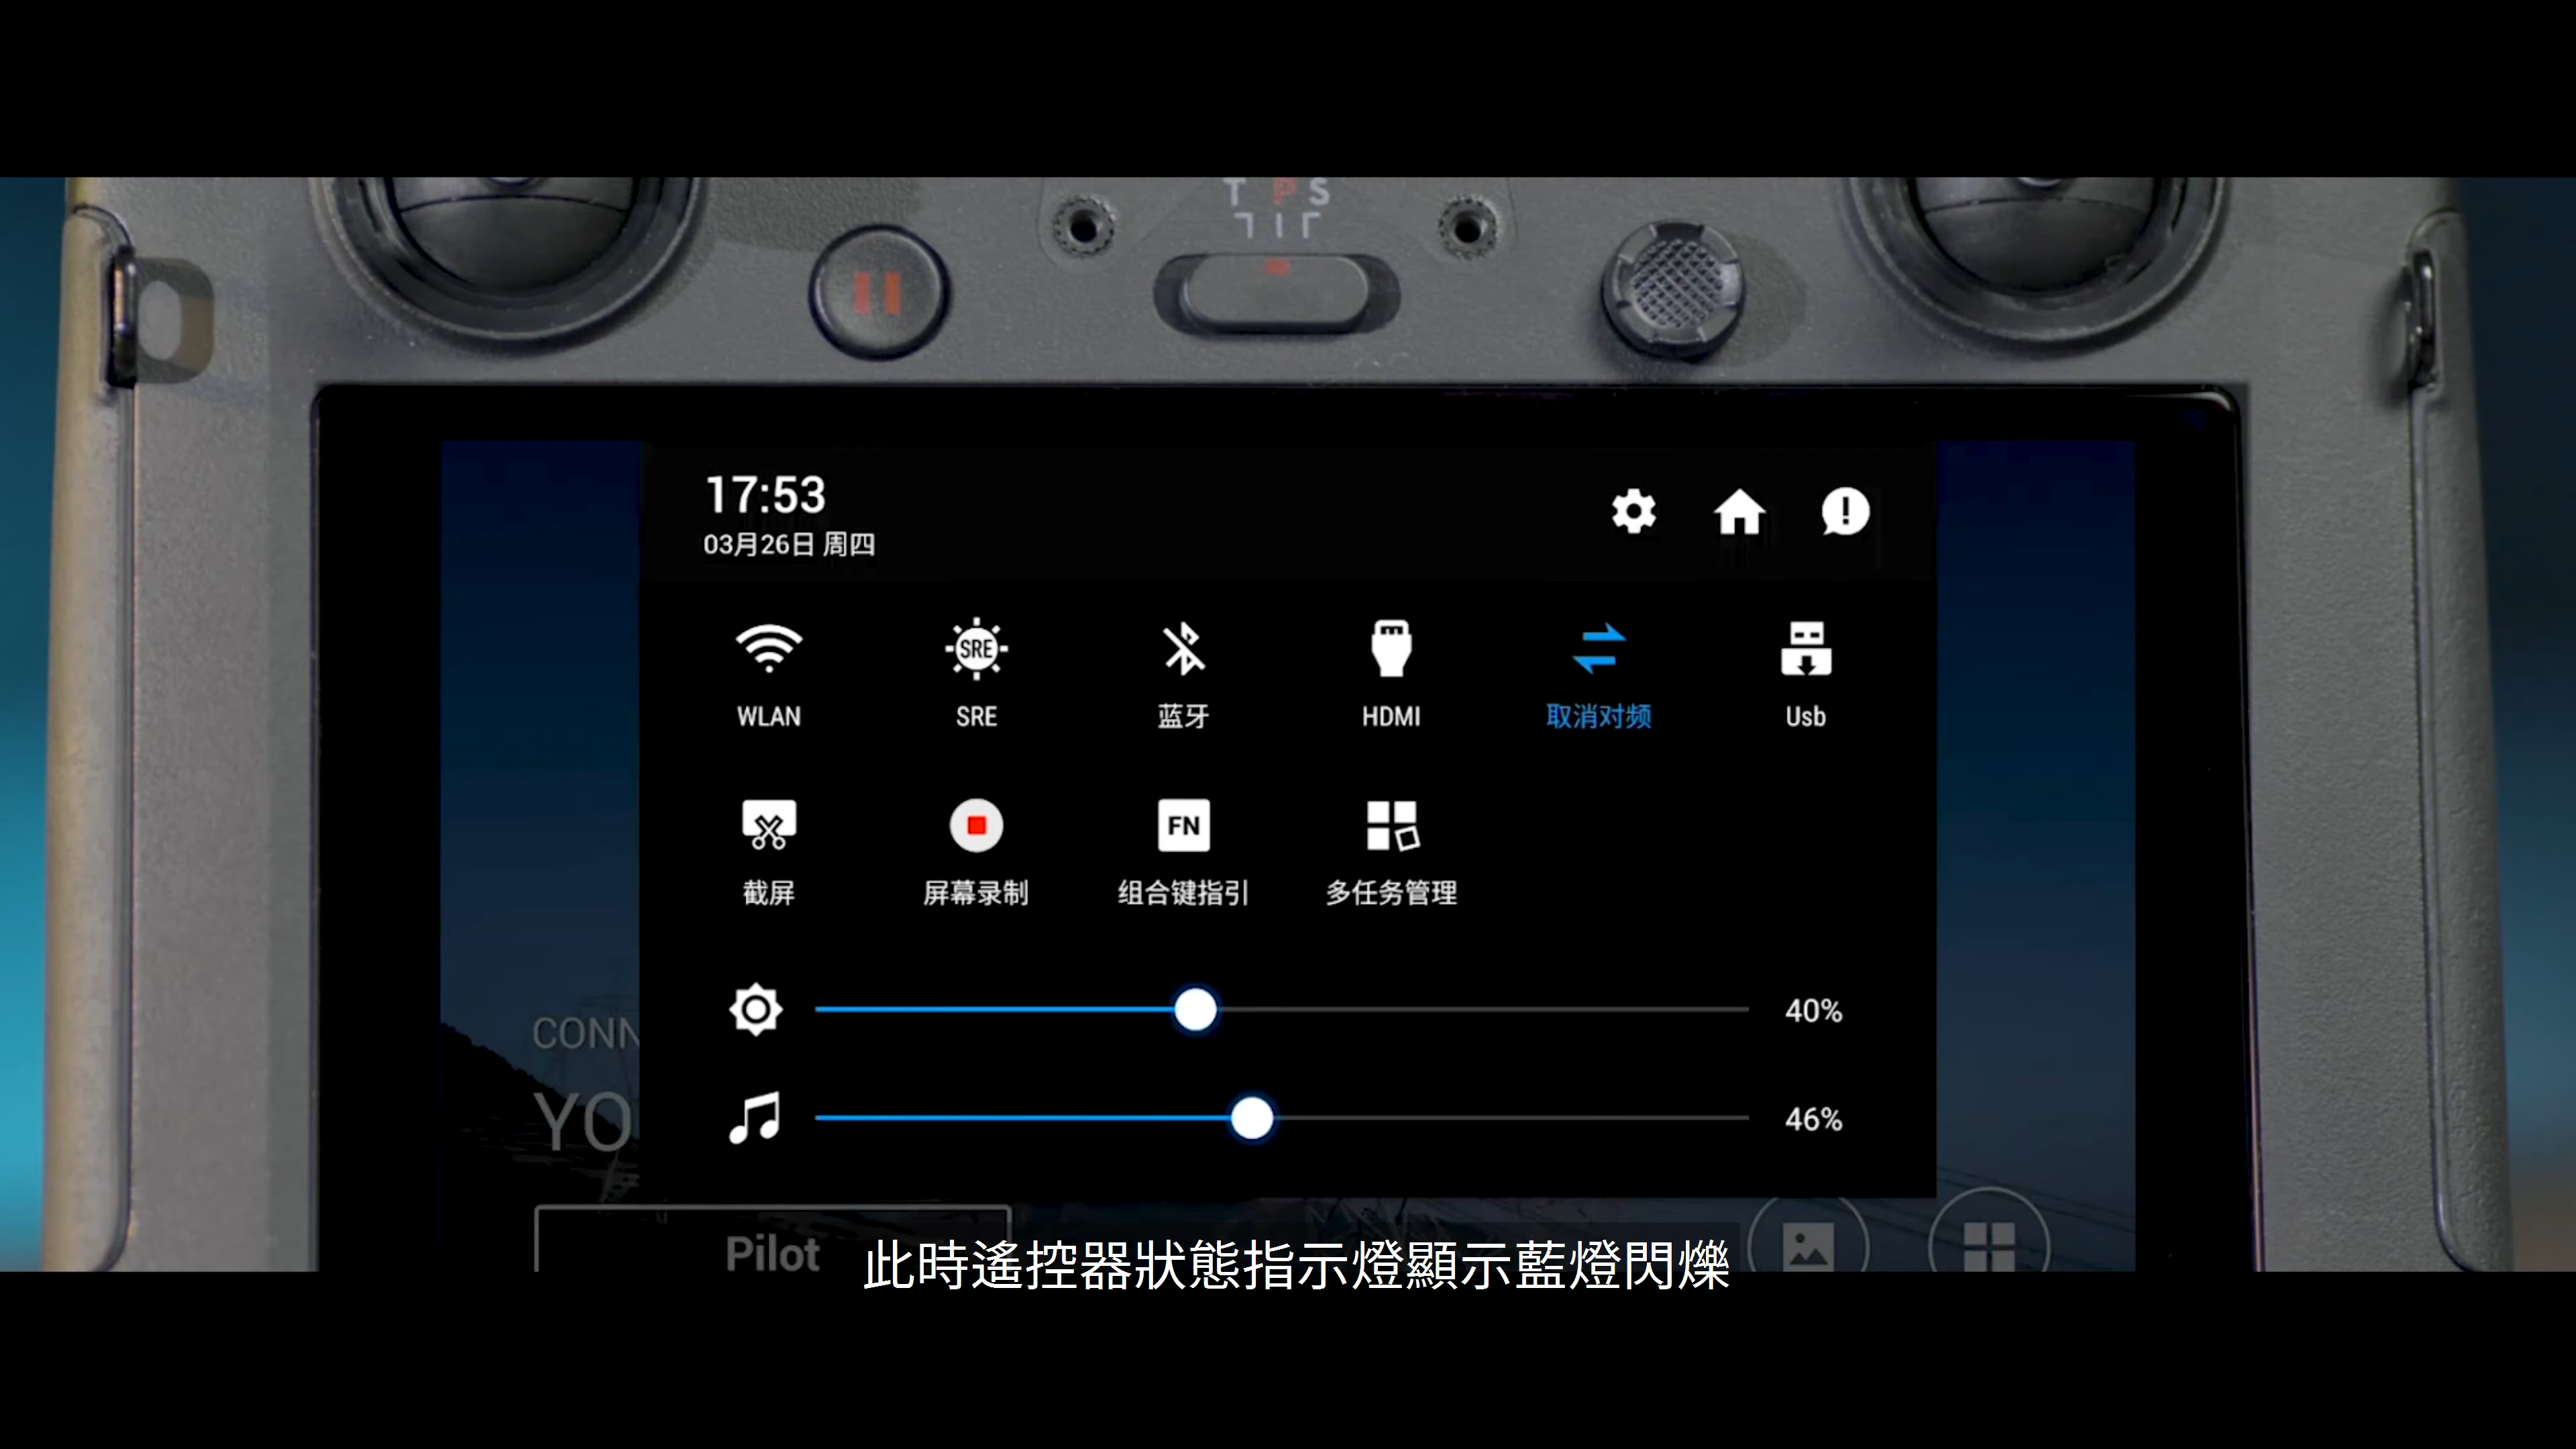 T P S
17:53
03月26日 周四
WLAN
SRE
SRE
蓝牙
HDMI
取消对频
Usb
截屏
屏幕录制
FN
组合键指引
多任务管理
40%
46%
CONN
YO
Pilot
此時遙控器狀態指示燈顯示藍燈閃爍